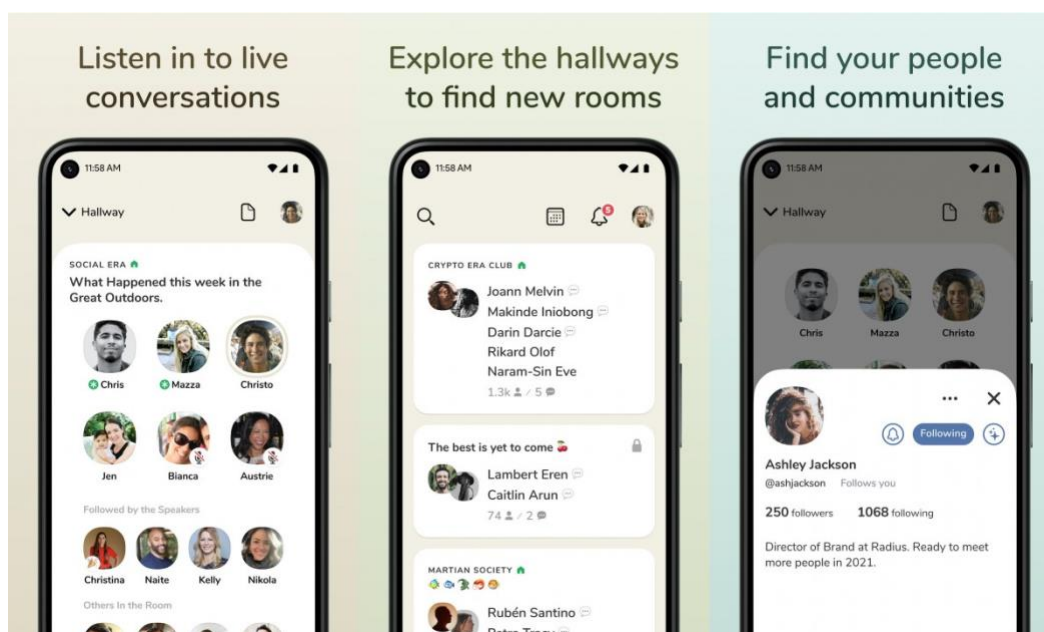 Listen in to live
conversations
11:58 AM
Hallway
SOCIAL ERA
What Happened this week in the
Great Outdoors.
Chris
Mazza
Christo
Jen
Bianca
Austrie
Followed by the Speakers
Christina
Naite
Kelly
Nikola
Others In the Room
Explore the hallways
to find new rooms
11:58 AM
5
CRYPTO ERA CLUB
Joann Melvin
Makinde Iniobong
Darin Darcie
Rikard Olof
Naram-Sin Eve
1.3k / 5
The best is yet to come 🍒
Lambert Eren
Caitlin Arun
74 / 2
MARTIAN SOCIETY
Rubén Santino
Find your people
and communities
11:58 AM
Hallway
Chris
Mazza
Christo
Following
Ashley Jackson
@ashjackson Follows you
250 followers 1068 following
Director of Brand at Radius. Ready to meet
more people in 2021.